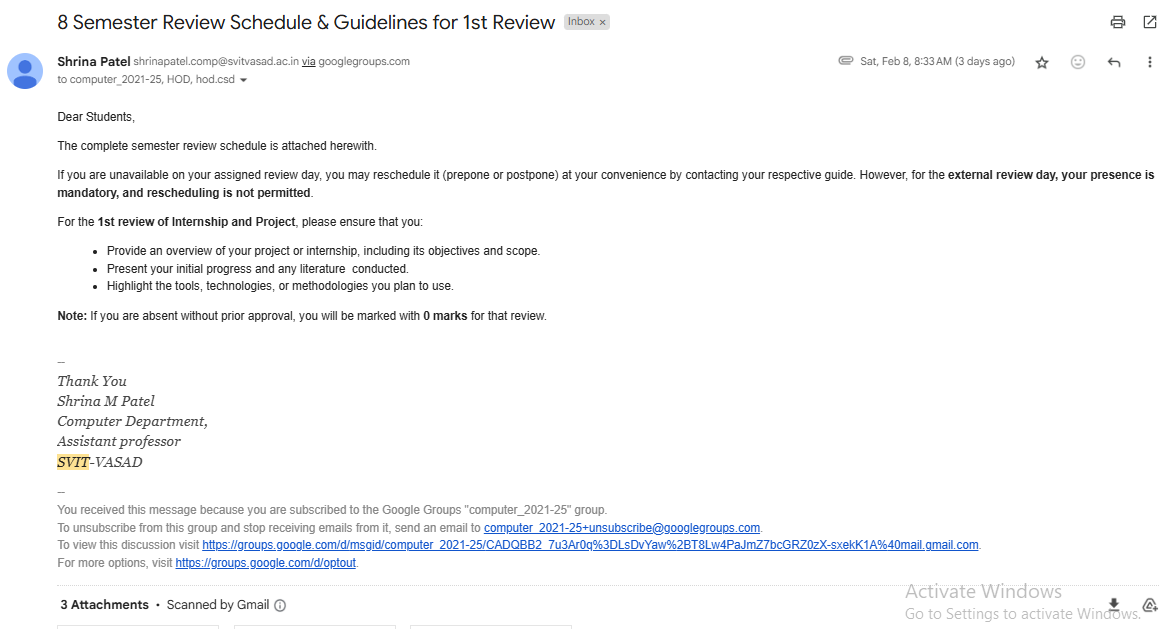 8 Semester Review Schedule & Guidelines for 1st Review Inbox ×
Shrina Patel shrinapatel.comp@svitvasad.ac.in via googlegroups.com
Sat, Feb 8, 8:33 AM (3 days ago)
to computer_2021-25, HOD, hod.csd
Dear Students,
The complete semester review schedule is attached herewith.
If you are unavailable on your assigned review day, you may reschedule it (prepone or postpone) at your convenience by contacting your respective guide. However, for the external review day, your presence is
mandatory, and rescheduling is not permitted.
For the 1st review of Internship and Project, please ensure that you:
• Provide an overview of your project or internship, including its objectives and scope.
• Present your initial progress and any literature  conducted.
• Highlight the tools, technologies, or methodologies you plan to use.
Note: If you are absent without prior approval, you will be marked with 0 marks for that review.
--
Thank You
Shrina M Patel
Computer Department,
Assistant professor
SVIT-VASAD
--
You received this message because you are subscribed to the Google Groups "computer_2021-25" group.
To unsubscribe from this group and stop receiving emails from it, send an email to computer_2021-25+unsubscribe@googlegroups.com.
To view this discussion visit https://groups.google.com/d/msgid/computer_2021-25/CADQBB2_7u3Ar0q%3DLsDvYaw%2BT8Lw4PaJmZ7bcGRZ0zX-sxekK1A%40mail.gmail.com.
For more options, visit https://groups.google.com/d/optout.
3 Attachments • Scanned by Gmail
Activate Windows
Go to Settings to activate Windows.